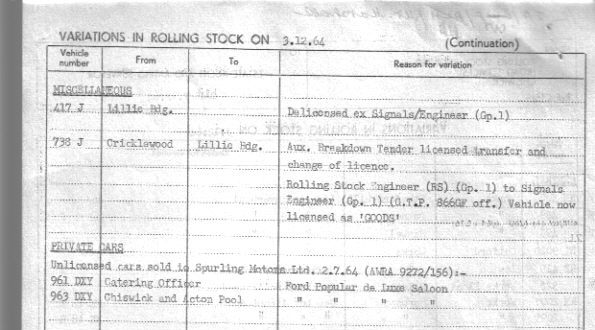 VARIATIONS IN ROLLING STOCK ON 3.12.64 (Continuation)
Vehicle number From To Reason for variation
MISCELLANEOUS
417 J Lillie Bdg. Delicensed ex Signals/Engineer (Gp.1)
738 J Cricklewood Lillie Bdg. Aux. Breakdown Tender licensed transfer and
change of licence.
Rolling Stock Engineer (RS) (Gp. 1) to Signals
Engineer (Gp. 1) (G.T.P. 866GF off.) Vehicle now
licensed as 'GOODS'
PRIVATE CARS
Unlicensed cars sold to Spurling Motors Ltd. 2.7.64 (AMRA 9272/156):-
961 DXY Catering Officer Ford Popular de Luxe Saloon
963 DXY Chiswick and Acton Pool " " " "